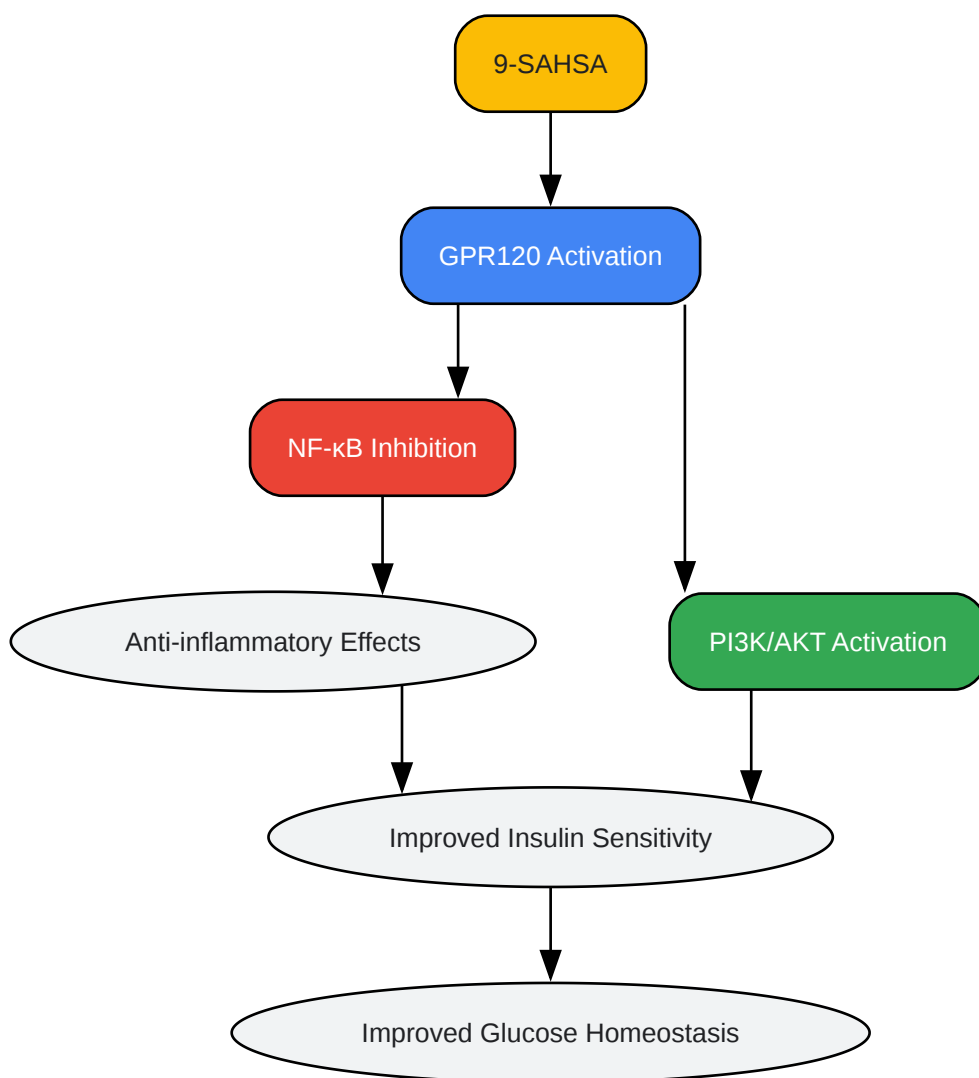 9-SAHSA
GPR120 Activation
NF-κB Inhibition
Anti-inflammatory Effects
PI3K/AKT Activation
Improved Insulin Sensitivity
Improved Glucose Homeostasis